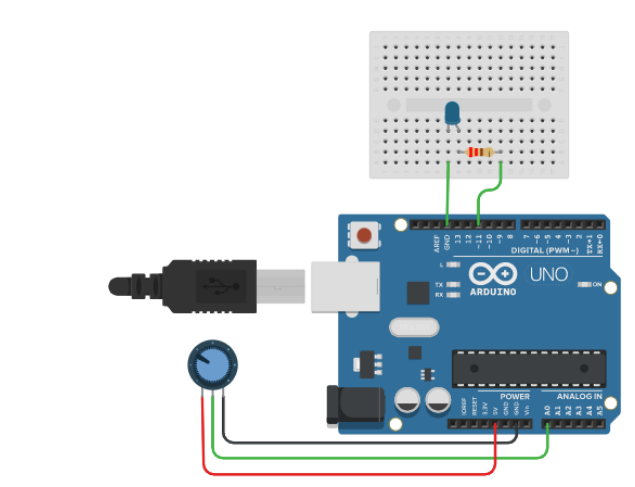 AREF
GND
13
12
~11
~10
~9
8
7
~6
~5
4
~3
2
TX→1
RX←0
DIGITAL (PWM~)
L
TX
RX
UNO
ARDUINO
ON
POWER
ANALOG IN
IOREF
RESET
3.3V
5V
GND
GND
Vin
A0
A1
A2
A3
A4
A5